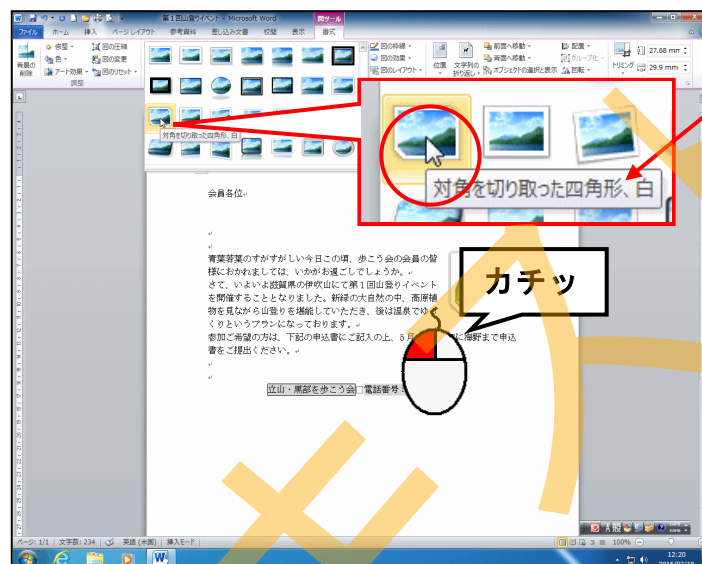 第1回山登りイベント - Microsoft Word
図ツール
ファイル ホーム 挿入 ページレイアウト 参考資料 差し込み文書 校閲 表示 書式
背景の削除
修整
色
アート効果
図の圧縮
図の変更
図のリセット
調整
図の枠線
図の効果
図のレイアウト
位置
文字列の折り返し
前面へ移動
背面へ移動
オブジェクトの選択と表示
配置
グループ化
回転
トリミング
27.68 mm
29.9 mm
対角を切り取った四角形、白
対角を切り取った四角形、白
会員各位
青葉若葉のすがすがしい今日この頃、歩こう会の会員の皆
様におかれましては、いかがお過ごしでしょうか。
さて、いよいよ滋賀県の伊吹山にて第1回山登りイベント
を開催することとなりました。新緑の大自然の中、高原植
物を見ながら山登りを堪能していただき、後は温泉でゆ
くりというプランになっております。
参加ご希望の方は、下記の申込書にご記入の上、5月 に海野まで申込
書をご提出ください。
立山・黒部を歩こう会 電話番号
カチッ
ページ: 1/1 文字数: 234 英語 (米国) 挿入モード
100%
A 般
12:20